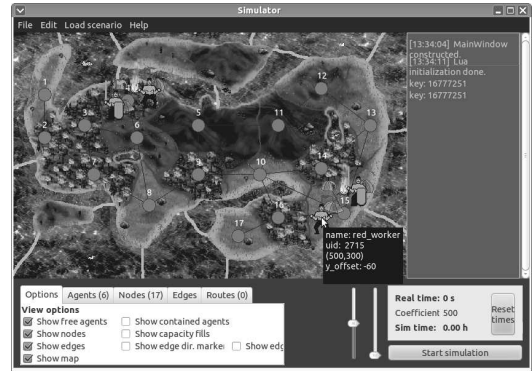 Simulator
File Edit Load scenario Help
[13:34:04] MainWindow
constructed.
[13:34:11] Lua
initialization done.
key: 16777251
key: 16777251
1
2
3
5
6
7
8
9
10
11
12
13
14
15
16
17
name: red_worker
uid: 2715
(500,300)
y_offset: -60
Options Agents (6) Nodes (17) Edges Routes (0)
View options
Show free agents Show contained agents
Show nodes Show capacity fills
Show edges Show edge dir. marker Show edg
Show map
Real time: 0 s
Coefficient 500
Sim time: 0.00 h
Reset
times
Start simulation